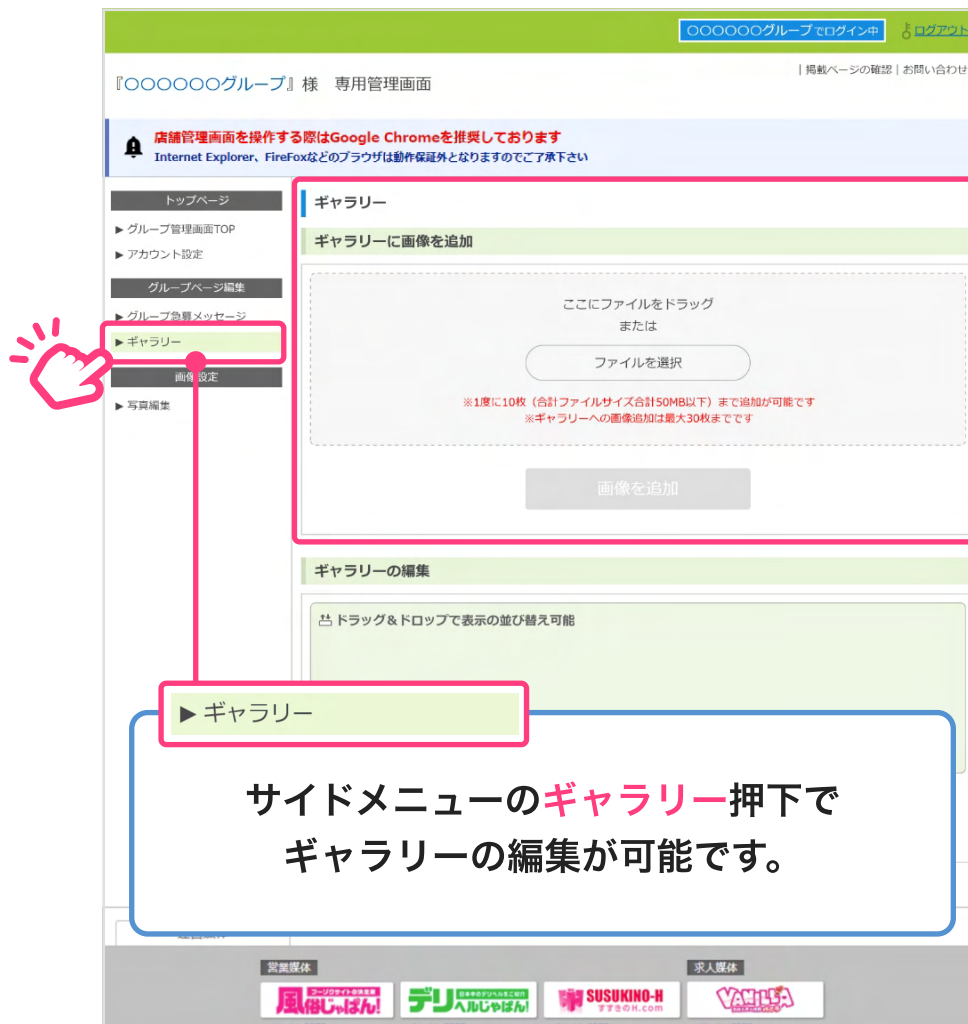 〇〇〇〇〇〇グループでログイン中
ログアウト
『〇〇〇〇〇〇グループ』様 専用管理画面
| 掲載ページの確認 | お問い合わせ
店舗管理画面を操作する際はGoogle Chromeを推奨しております
Internet Explorer、FireFoxなどのブラウザは動作保証外となりますのでご了承下さい
トップページ
▶ グループ管理画面TOP
▶ アカウント設定
グループページ編集
▶ グループ急募メッセージ
▶ ギャラリー
画像設定
▶ 写真編集
ギャラリー
ギャラリーに画像を追加
ここにファイルをドラッグ
または
ファイルを選択
※1度に10枚（合計ファイルサイズ合計50MB以下）まで追加が可能です
※ギャラリーへの画像追加は最大30枚までです
画像を追加
ギャラリーの編集
ドラッグ&ドロップで表示の並び替え可能
▶ ギャラリー
サイドメニューのギャラリー押下で
ギャラリーの編集が可能です。
営業媒体
求人媒体
風俗じゃぱん!
デリヘルじゃぱん!
SUSUKINO-H
すすきのH.com
VANILLA